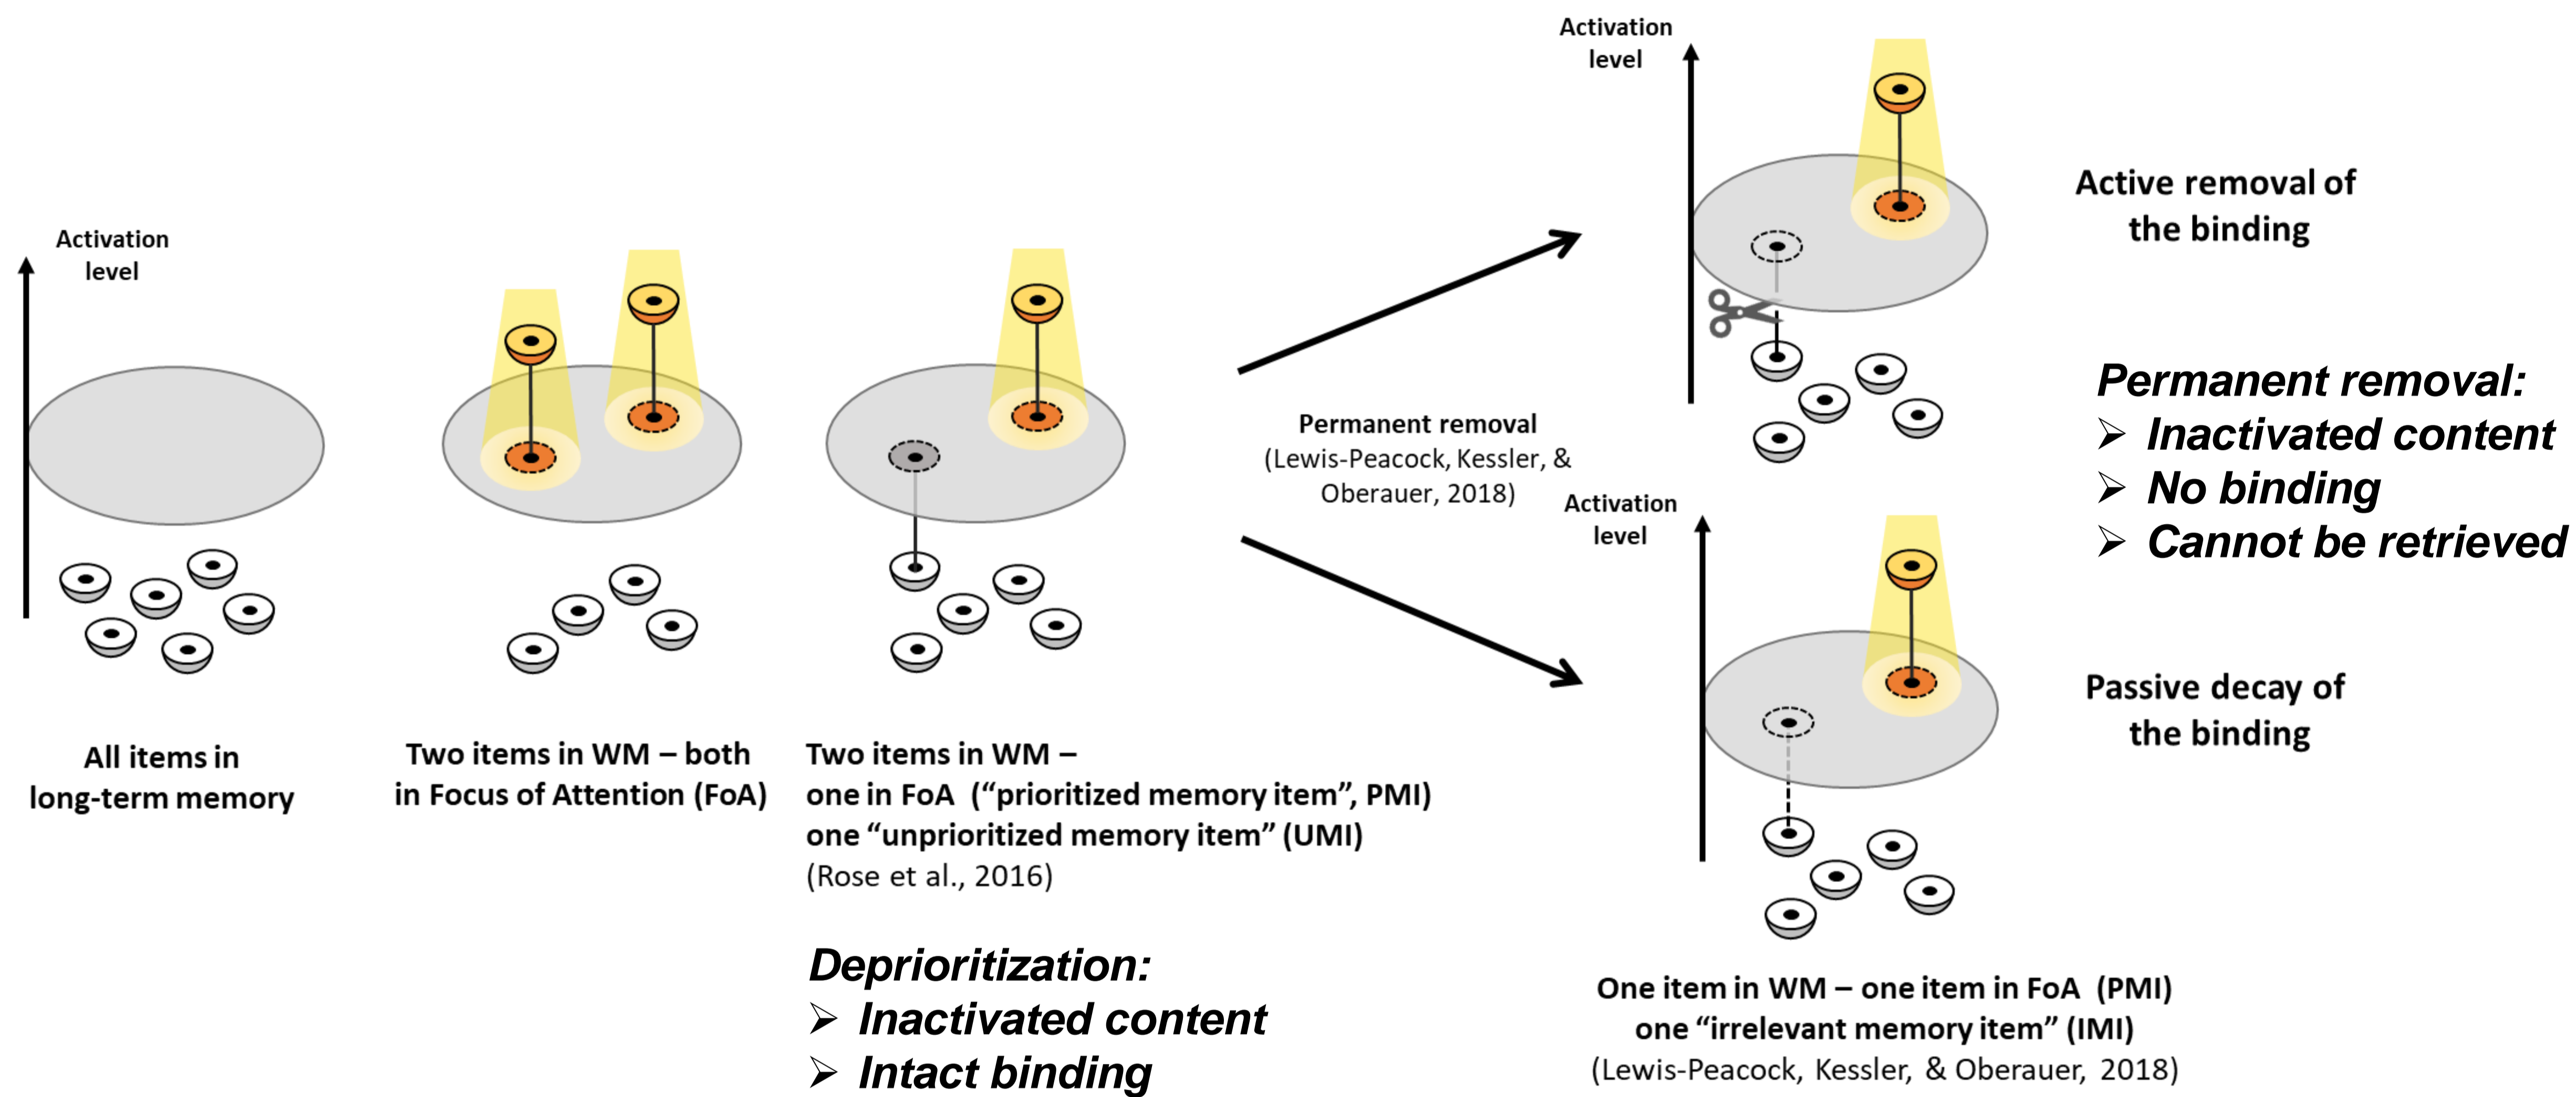 Activation
level
All items in
long-term memory
Two items in WM – both
in Focus of Attention (FoA)
Two items in WM –
one in FoA (“prioritized memory item”, PMI)
one “unprioritized memory item” (UMI)
(Rose et al., 2016)
Deprioritization:
➢ Inactivated content
➢ Intact binding
Permanent removal
(Lewis-Peacock, Kessler, &
Oberauer, 2018)
Activation
level
Active removal of
the binding
Permanent removal:
➢ Inactivated content
➢ No binding
➢ Cannot be retrieved
Activation
level
Passive decay of
the binding
One item in WM – one item in FoA (PMI)
one “irrelevant memory item” (IMI)
(Lewis-Peacock, Kessler, & Oberauer, 2018)